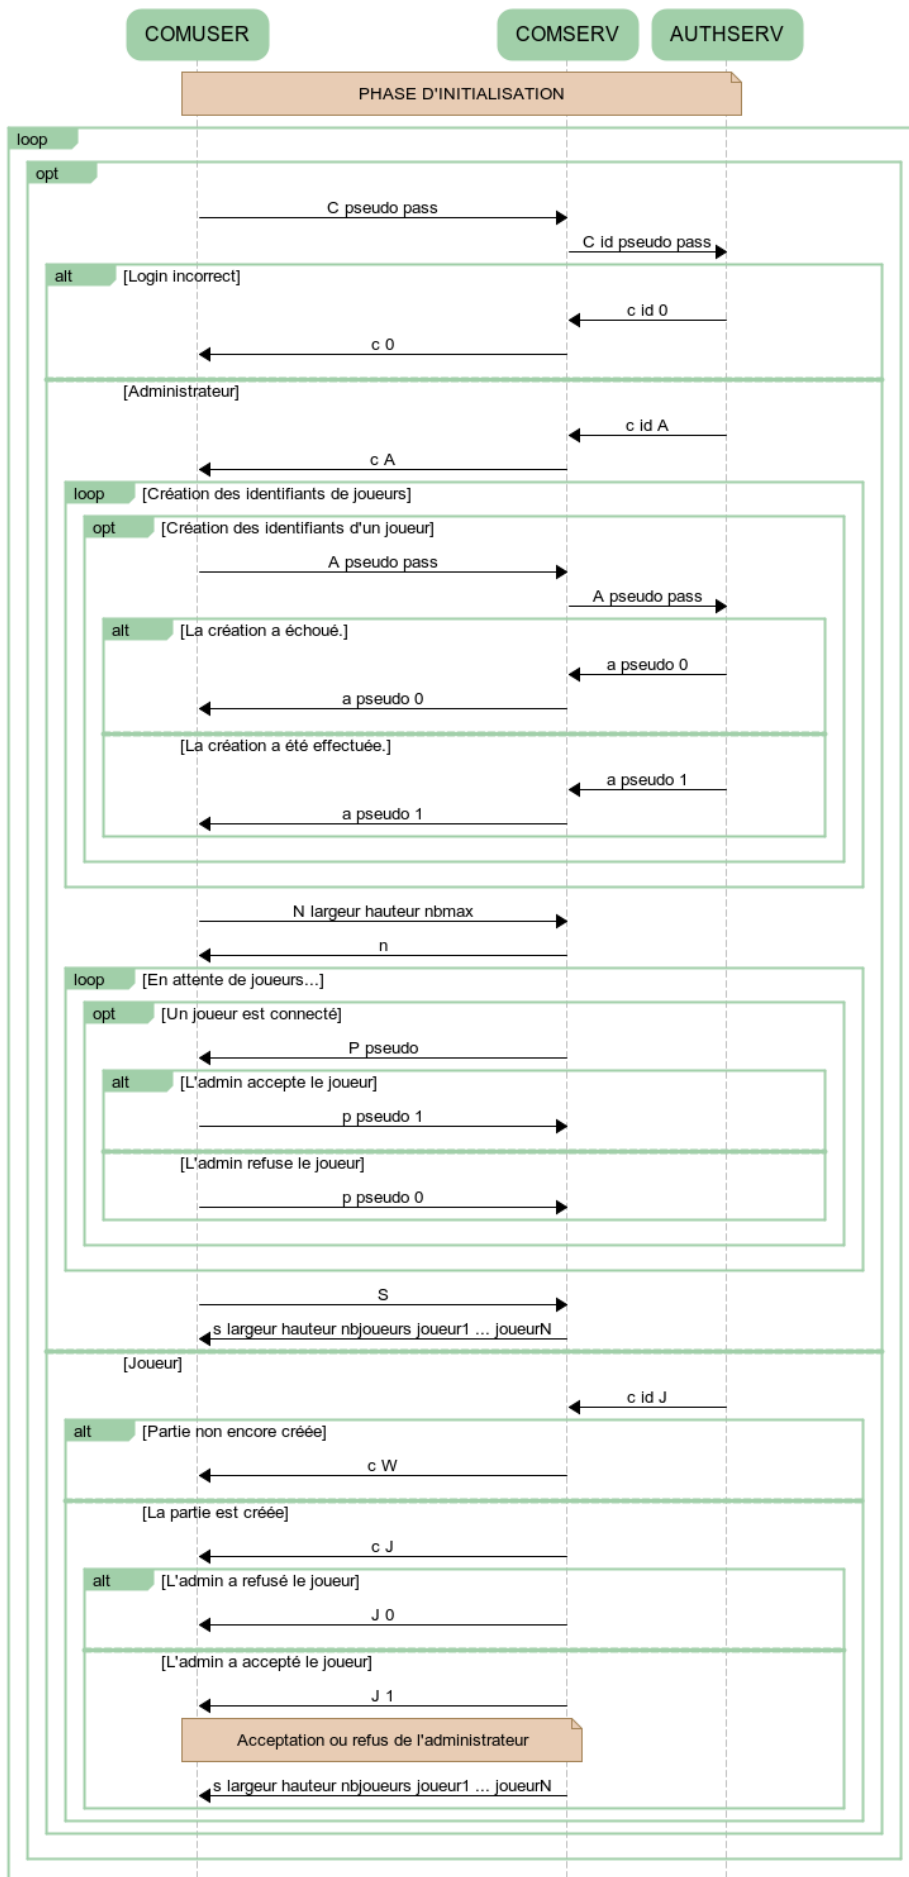 COMUSER COMSERV AUTHSERV
PHASE D'INITIALISATION
loop
opt
C pseudo pass
C id pseudo pass
alt [Login incorrect]
c id 0
c 0
[Administrateur]
c id A
c A
loop [Création des identifiants de joueurs]
opt [Création des identifiants d'un joueur]
A pseudo pass
A pseudo pass
alt [La création a échoué.]
a pseudo 0
a pseudo 0
[La création a été effectuée.]
a pseudo 1
a pseudo 1
N largeur hauteur nbmax
n
loop [En attente de joueurs...]
opt [Un joueur est connecté]
P pseudo
alt [L'admin accepte le joueur]
p pseudo 1
[L'admin refuse le joueur]
p pseudo 0
S
s largeur hauteur nbjoueurs joueur1 ... joueurN
[Joueur]
c id J
alt [Partie non encore créée]
c W
[La partie est créée]
c J
alt [L'admin a refusé le joueur]
J 0
[L'admin a accepté le joueur]
J 1
Acceptation ou refus de l'administrateur
s largeur hauteur nbjoueurs joueur1 ... joueurN